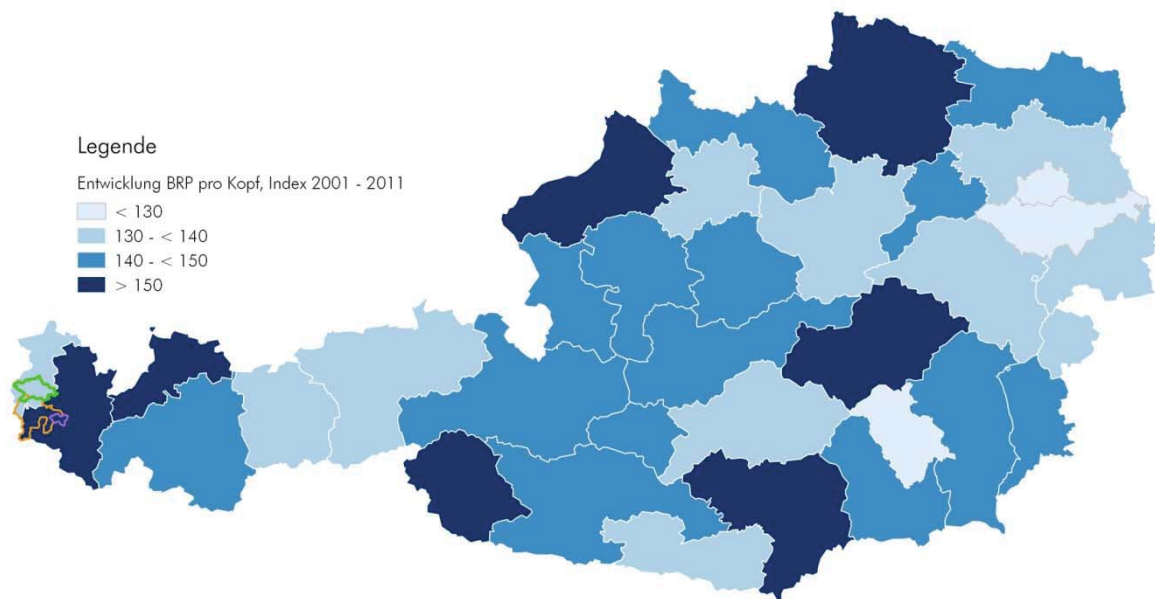 Legende
Entwicklung BRP pro Kopf, Index 2001 - 2011
< 130
130 - < 140
140 - < 150
> 150